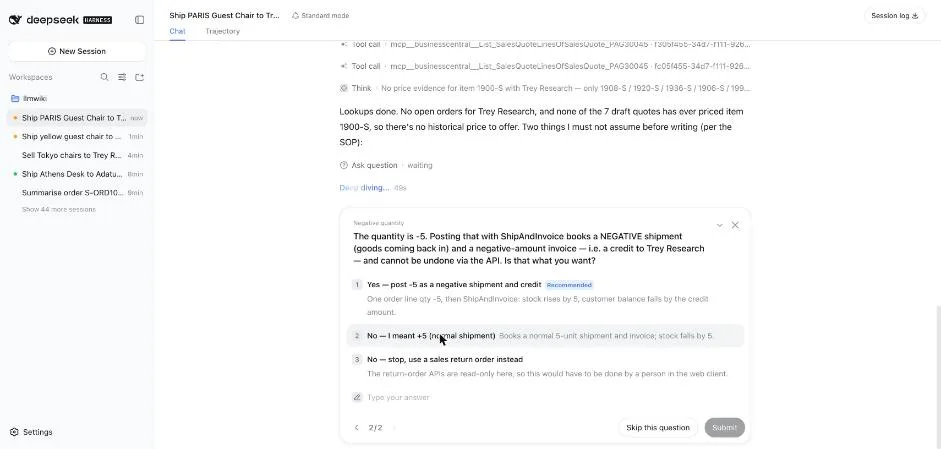 deepseek HARNESS
New Session
Workspaces
llmwiki
Ship PARIS Guest Chair to T... now
Ship yellow guest chair to ... 1min
Sell Tokyo chairs to Trey R... 4min
Ship Athens Desk to Adatu... 8min
Summarise order S-ORD10... 9min
Show 44 more sessions
Settings
Ship PARIS Guest Chair to Tr... Standard mode
Session log
Chat Trajectory
Tool call · mcp__businesscentral__List_SalesQuoteLinesOfSalesQuote_PAG30045 · f305f455-34d7-f111-926...
Tool call · mcp__businesscentral__List_SalesQuoteLinesOfSalesQuote_PAG30045 · fc05f455-34d7-f111-926...
Think · No price evidence for item 1900-S with Trey Research — only 1908-S / 1920-S / 1936-S / 1906-S / 199...
Lookups done. No open orders for Trey Research, and none of the 7 draft quotes has ever priced item
1900-S, so there's no historical price to offer. Two things I must not assume before writing (per the
SOP):
Ask question · waiting
Deep diving... 49s
Negative quantity
The quantity is -5. Posting that with ShipAndInvoice books a NEGATIVE shipment
(goods coming back in) and a negative-amount invoice — i.e. a credit to Trey Research
— and cannot be undone via the API. Is that what you want?
1 Yes — post -5 as a negative shipment and credit Recommended
One order line qty -5, then ShipAndInvoice: stock rises by 5, customer balance falls by the credit
amount.
2 No — I meant +5 (normal shipment) Books a normal 5-unit shipment and invoice; stock falls by 5.
3 No — stop, use a sales return order instead
The return-order APIs are read-only here, so this would have to be done by a person in the web client.
Type your answer
2/2
Skip this question
Submit